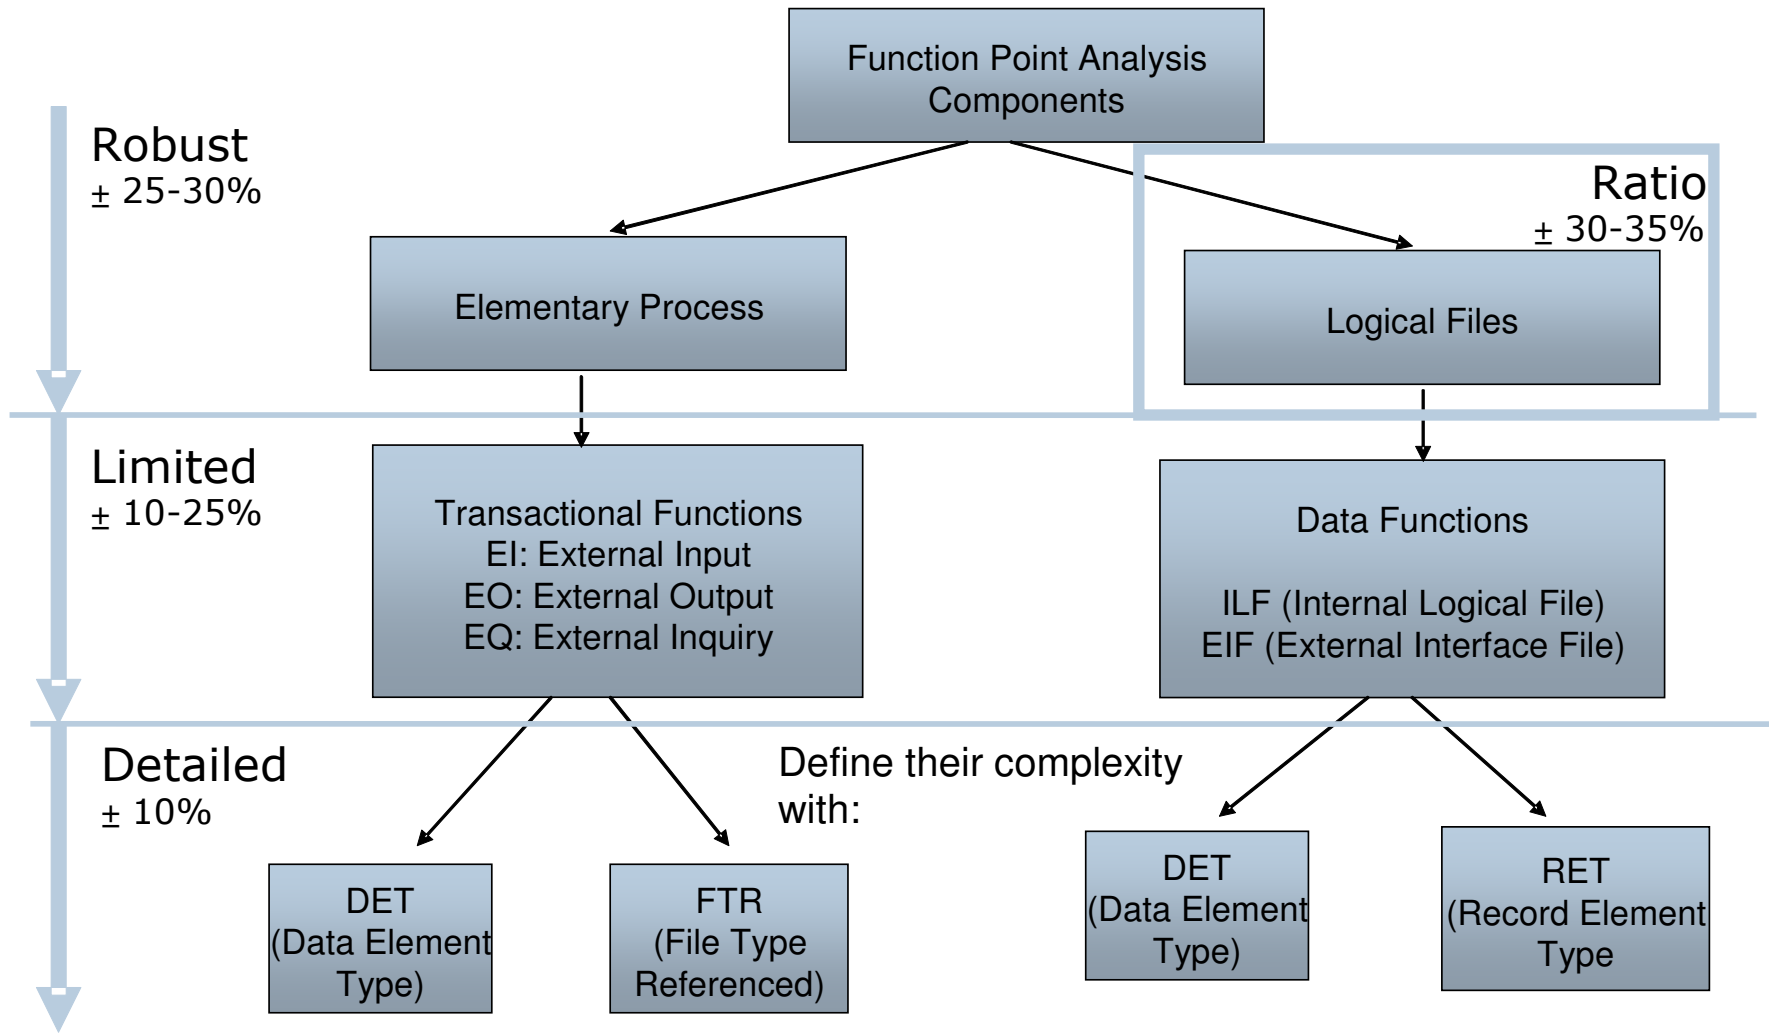 Function Point Analysis
Components
Robust
± 25-30%
Ratio
± 30-35%
Elementary Process
Logical Files
Limited
± 10-25%
Transactional Functions
EI: External Input
EO: External Output
EQ: External Inquiry
Data Functions
ILF (Internal Logical File)
EIF (External Interface File)
Detailed
± 10%
Define their complexity
with:
DET
(Data Element
Type)
FTR
(File Type
Referenced)
DET
(Data Element
Type)
RET
(Record Element
Type